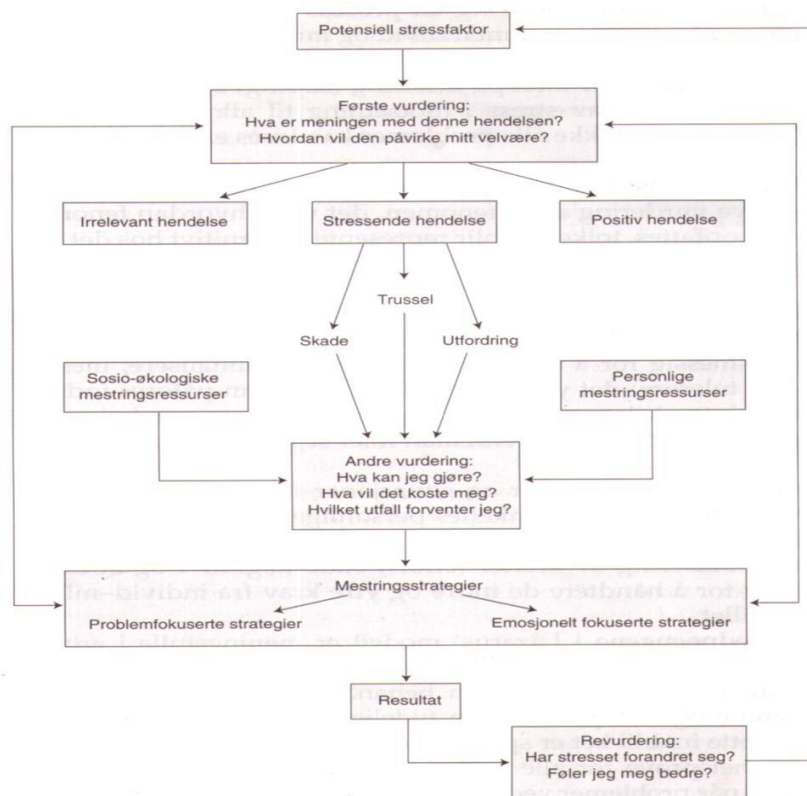 Potensiell stressfaktor
Første vurdering:
Hva er meningen med denne hendelsen?
Hvordan vil den påvirke mitt velvære?
Irrelevant hendelse
Stressende hendelse
Positiv hendelse
Trussel
Skade
Utfordring
Sosio-økologiske
mestringsressurser
Personlige
mestringsressurser
Andre vurdering:
Hva kan jeg gjøre?
Hva vil det koste meg?
Hvilket utfall forventer jeg?
Mestringsstrategier
Problemfokuserte strategier
Emosjonelt fokuserte strategier
Resultat
Revurdering:
Har stresset forandret seg?
Føler jeg meg bedre?